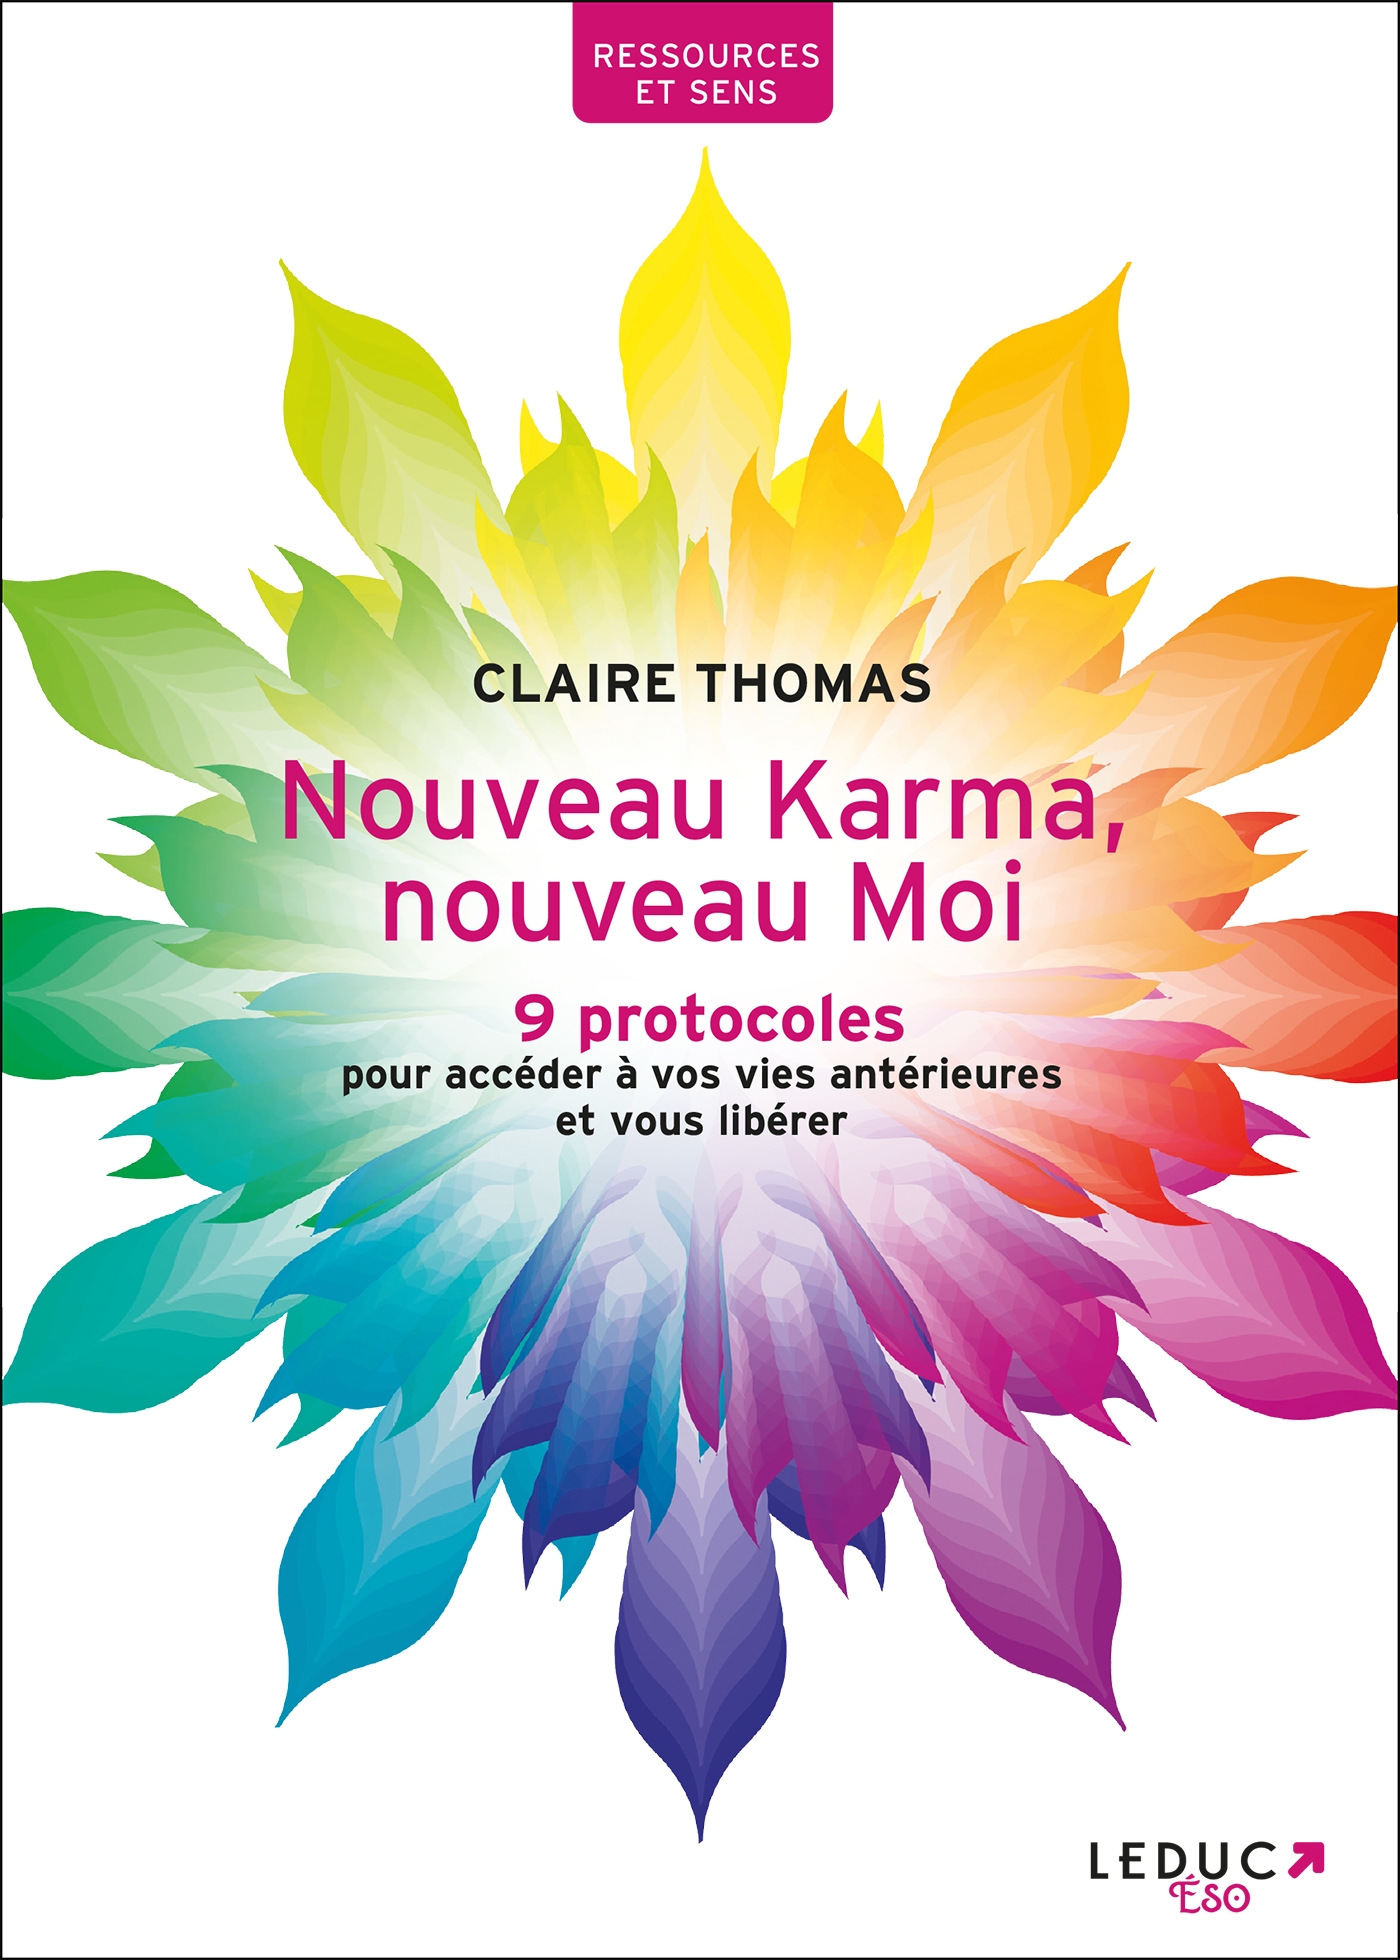 RESSOURCES
ET SENS
CLAIRE THOMAS
Nouveau Karma,
nouveau Moi
9 protocoles
pour accéder à vos vies antérieures
et vous libérer
LEDUC
ÉSO